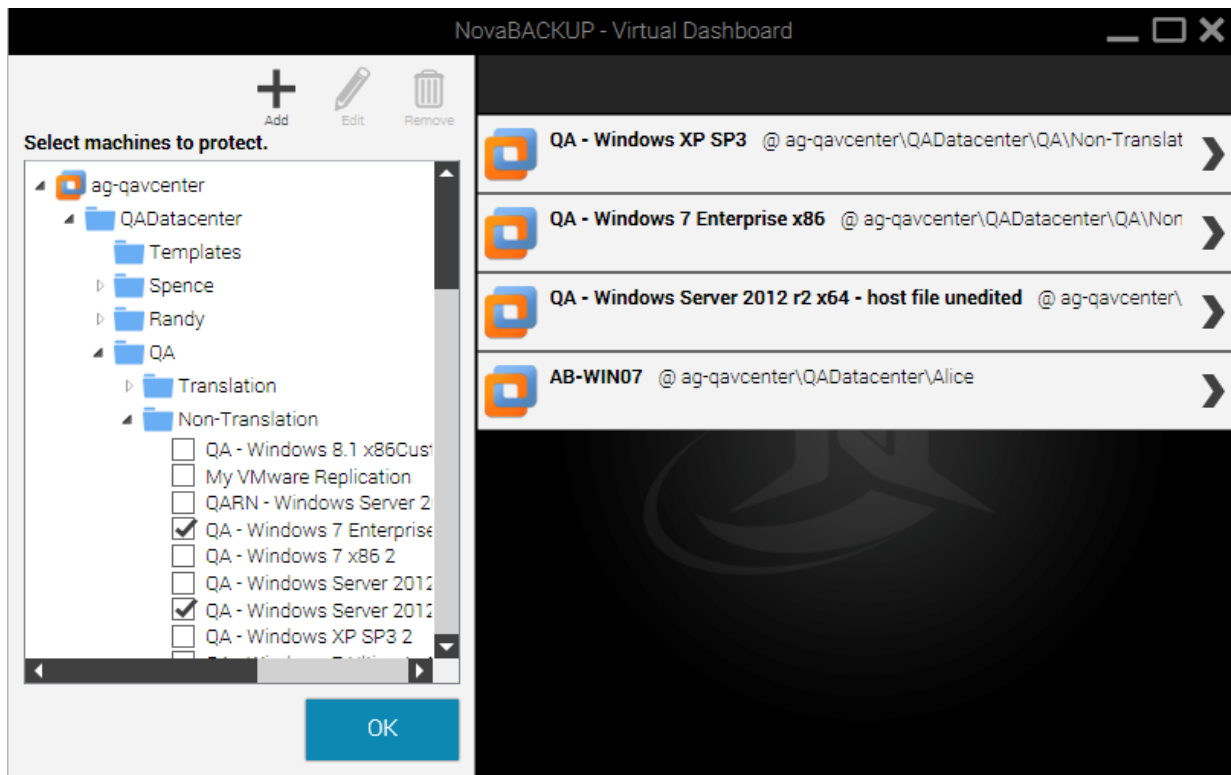 NovaBACKUP - Virtual Dashboard
Add Edit Remove
Select machines to protect.
ag-qavcenter
QADatacenter
Templates
Spence
Randy
QA
Translation
Non-Translation
QA - Windows 8.1 x86Cust
My VMware Replication
QARN - Windows Server 2
QA - Windows 7 Enterprise
QA - Windows 7 x86 2
QA - Windows Server 2012
QA - Windows Server 2012
QA - Windows XP SP3 2
OK
QA - Windows XP SP3 @ ag-qavcenter\QADatacenter\QA\Non-Translat
QA - Windows 7 Enterprise x86 @ ag-qavcenter\QADatacenter\QA\Non
QA - Windows Server 2012 r2 x64 - host file unedited @ ag-qavcenter\
AB-WIN07 @ ag-qavcenter\QADatacenter\Alice